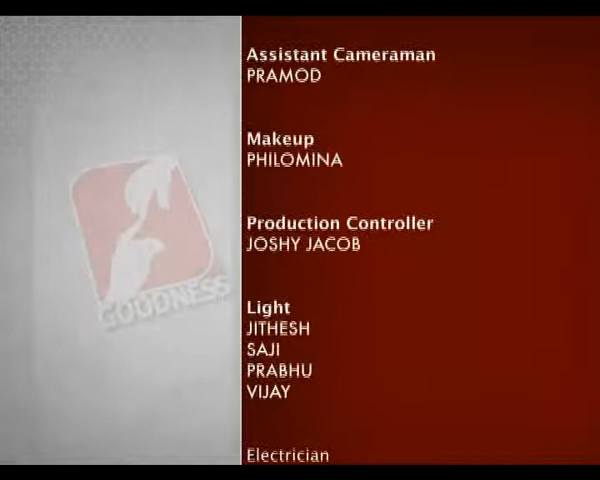 Assistant Cameraman
PRAMOD
Makeup
PHILOMINA
Production Controller
JOSHY JACOB
GOODNESS
Light
JITHESH
SAJI
PRABHU
VIJAY
Electrician